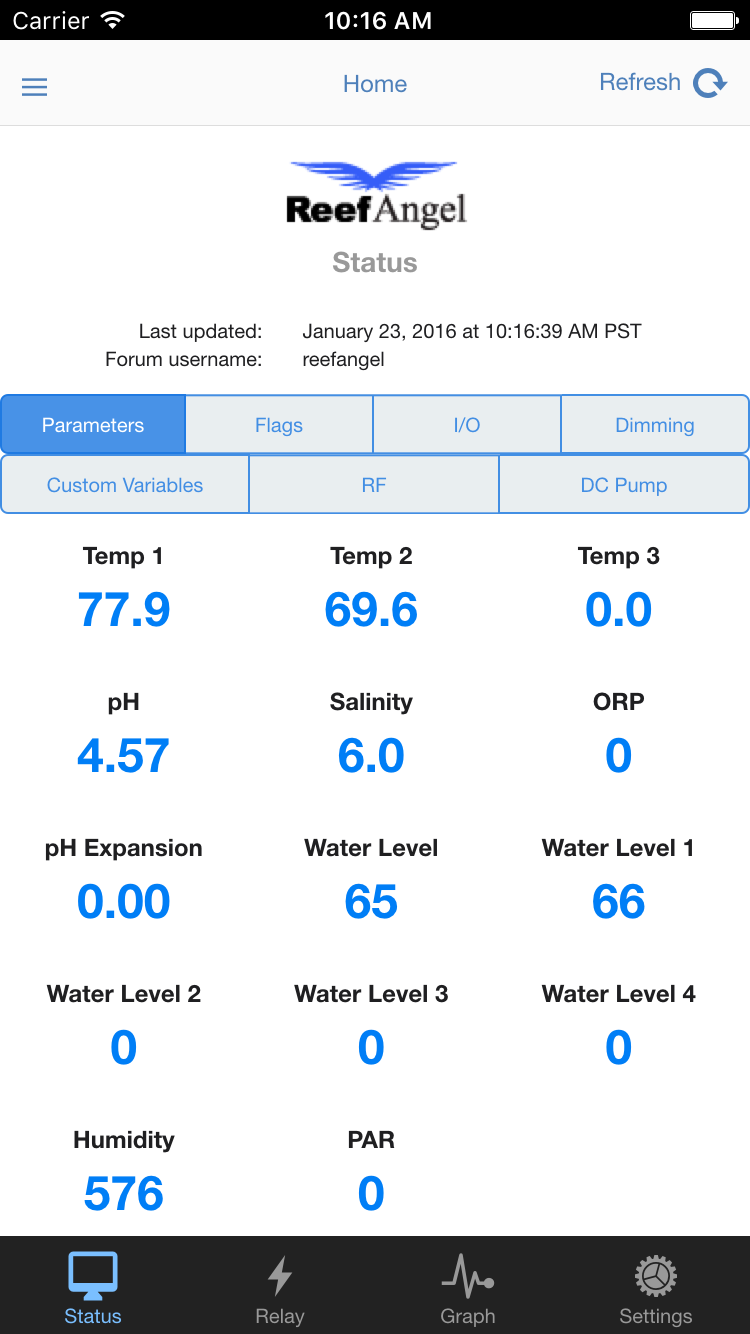 Carrier 10:16 AM
Home Refresh
ReefAngel
Status
Last updated: January 23, 2016 at 10:16:39 AM PST
Forum username: reefangel
Parameters Flags I/O Dimming
Custom Variables RF DC Pump
Temp 1 Temp 2 Temp 3
77.9 69.6 0.0
pH Salinity ORP
4.57 6.0 0
pH Expansion Water Level Water Level 1
0.00 65 66
Water Level 2 Water Level 3 Water Level 4
0 0 0
Humidity PAR
576 0
Status Relay Graph Settings